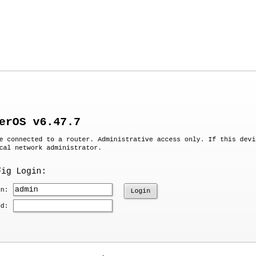 erOS v6.47.7
e connected to a router. Administrative access only. If this devi
cal network administrator.
fig Login:
n: admin
Login
d: